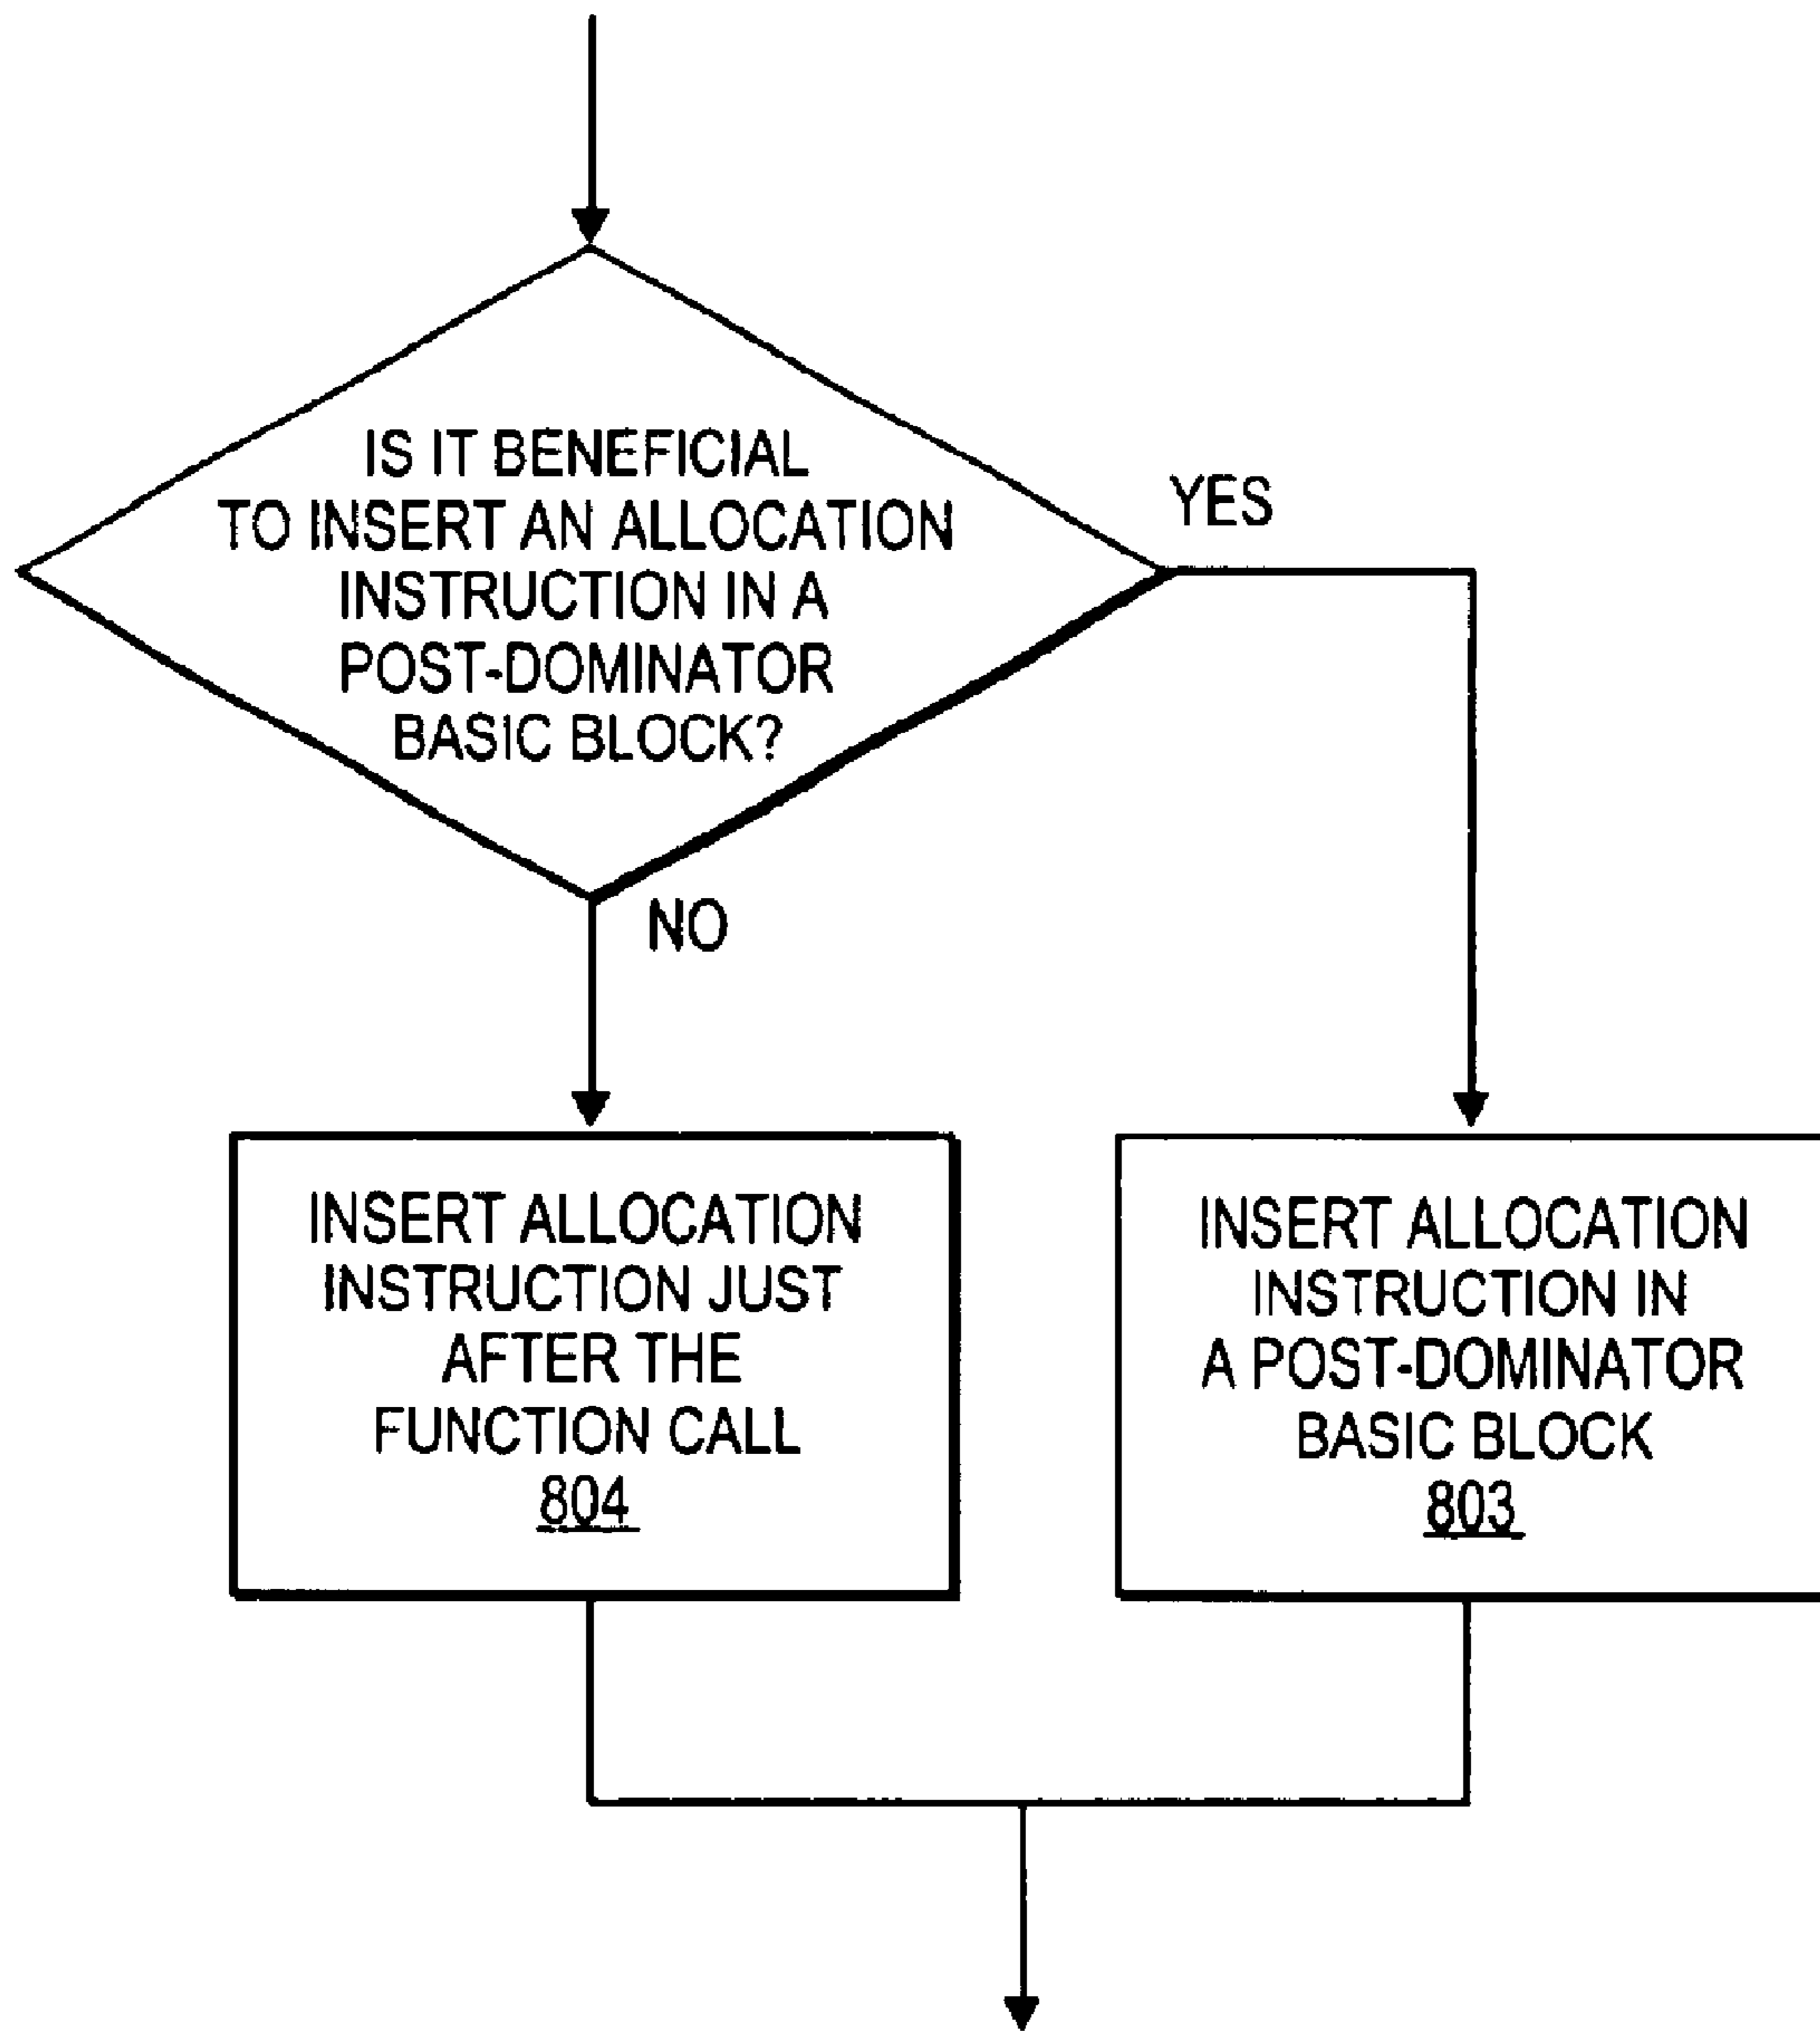 IS IT BENEFICIAL
TO INSERT AN ALLOCATION
INSTRUCTION IN A
POST-DOMINATOR
BASIC BLOCK?
YES
NO
INSERT ALLOCATION
INSTRUCTION JUST
AFTER THE
FUNCTION CALL
804
INSERT ALLOCATION
INSTRUCTION IN
A POST-DOMINATOR
BASIC BLOCK
803